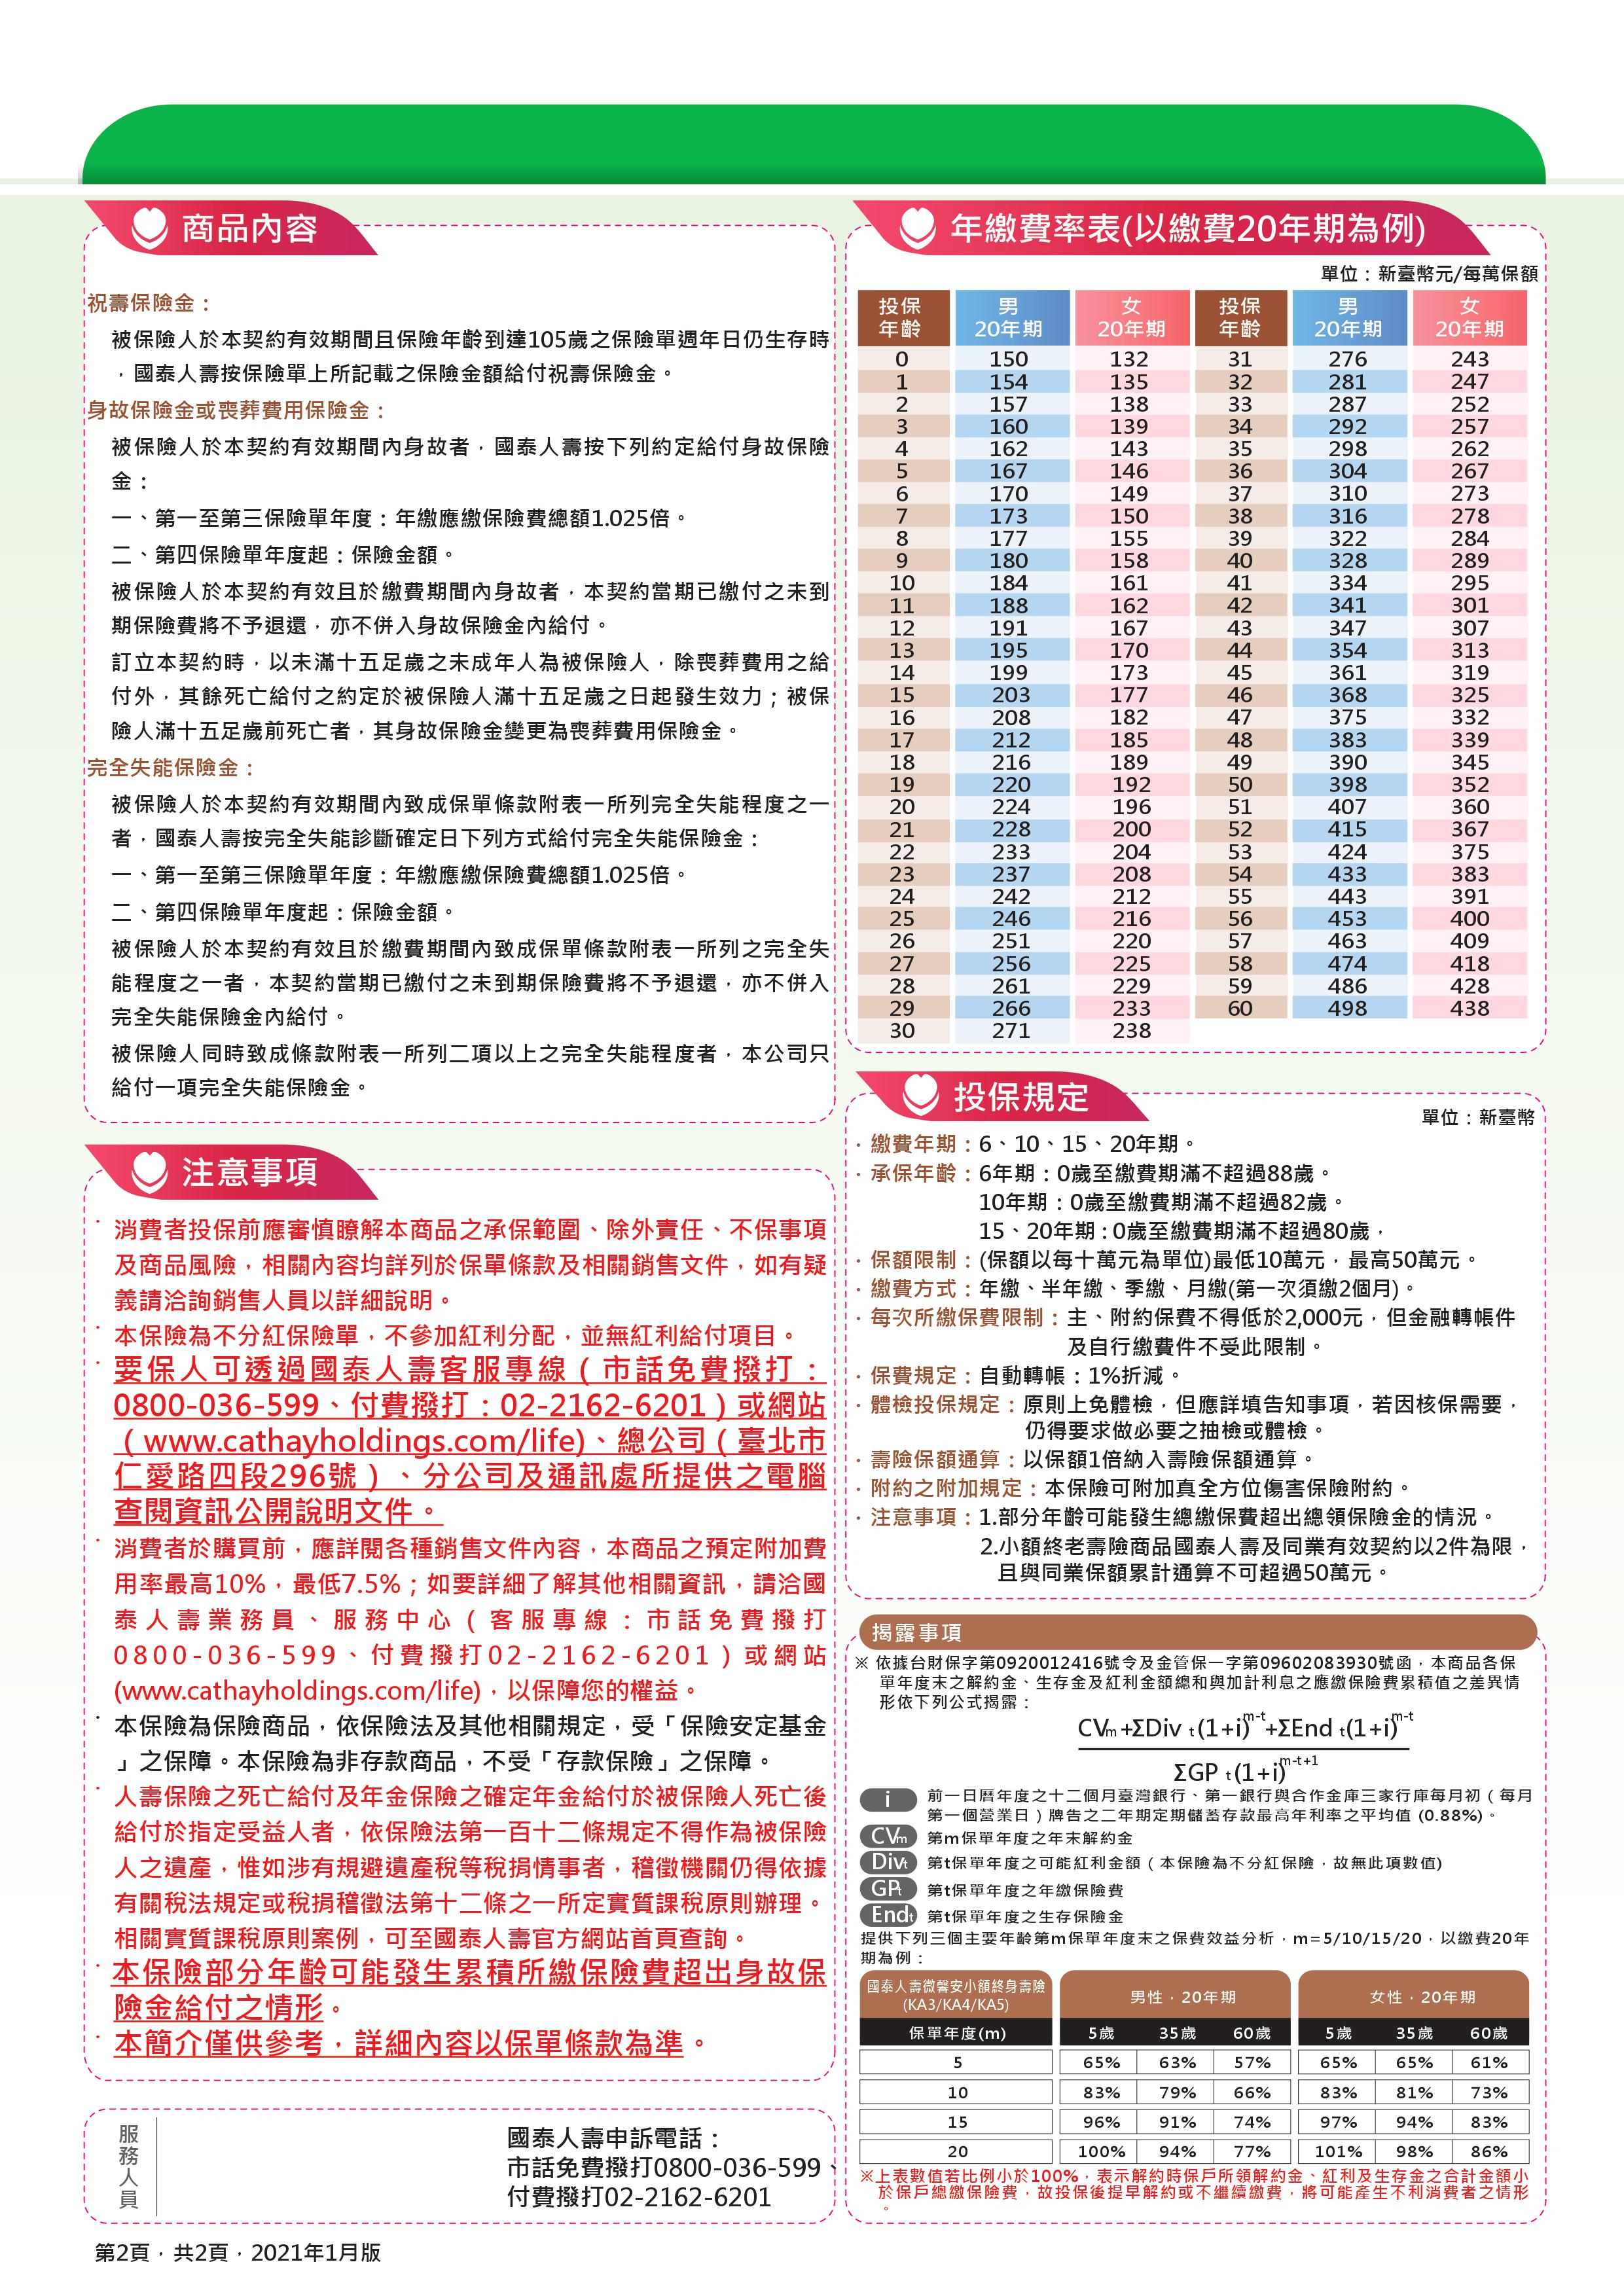 商品內容
祝壽保險金：
被保險人於本契約有效期間且保險年齡到達105歲之保險單週年日仍生存時
，國泰人壽按保險單上所記載之保險金額給付祝壽保險金。
身故保險金或喪葬費用保險金：
被保險人於本契約有效期間內身故者，國泰人壽按下列約定給付身故保險
金：
一、第一至第三保險單年度：年繳應繳保險費總額1.025倍。
二、第四保險單年度起：保險金額。
被保險人於本契約有效且於繳費期間內身故者，本契約當期已繳付之未到
期保險費將不予退還，亦不併入身故保險金內給付。
訂立本契約時，以未滿十五足歲之未成年人為被保險人，除喪葬費用之給
付外，其餘死亡給付之約定於被保險人滿十五足歲之日起發生效力；被保
險人滿十五足歲前死亡者，其身故保險金變更為喪葬費用保險金。
完全失能保險金：
被保險人於本契約有效期間內致成保單條款附表一所列完全失能程度之一
者，國泰人壽按完全失能診斷確定日下列方式給付完全失能保險金：
一、第一至第三保險單年度：年繳應繳保險費總額1.025倍。
二、第四保險單年度起：保險金額。
被保險人於本契約有效且於繳費期間內致成保單條款附表一所列之完全失
能程度之一者，本契約當期已繳付之未到期保險費將不予退還，亦不併入
完全失能保險金內給付。
被保險人同時致成條款附表一所列二項以上之完全失能程度者，本公司只
給付一項完全失能保險金。
注意事項
· 消費者投保前應審慎瞭解本商品之承保範圍、除外責任、不保事項
及商品風險，相關內容均詳列於保單條款及相關銷售文件，如有疑
義請洽詢銷售人員以詳細說明。
· 本保險為不分紅保險單，不參加紅利分配，並無紅利給付項目。
· 要保人可透過國泰人壽客服專線（市話免費撥打：
0800-036-599、付費撥打：02-2162-6201）或網站
（www.cathayholdings.com/life)、總公司（臺北市
仁愛路四段296號）、分公司及通訊處所提供之電腦
查閱資訊公開說明文件。
· 消費者於購買前，應詳閱各種銷售文件內容，本商品之預定附加費
用率最高10%，最低7.5%；如要詳細了解其他相關資訊，請洽國
泰人壽業務員、服務中心（客服專線：市話免費撥打
0800-036-599、付費撥打02-2162-6201）或網站
(www.cathayholdings.com/life)，以保障您的權益。
· 本保險為保險商品，依保險法及其他相關規定，受「保險安定基金
」之保障。本保險為非存款商品，不受「存款保險」之保障。
· 人壽保險之死亡給付及年金保險之確定年金給付於被保險人死亡後
給付於指定受益人者，依保險法第一百十二條規定不得作為被保險
人之遺產，惟如涉有規避遺產稅等稅捐情事者，稽徵機關仍得依據
有關稅法規定或稅捐稽徵法第十二條之一所定實質課稅原則辦理。
相關實質課稅原則案例，可至國泰人壽官方網站首頁查詢。
· 本保險部分年齡可能發生累積所繳保險費超出身故保
險金給付之情形。
· 本簡介僅供參考，詳細內容以保單條款為準。
服務人員
國泰人壽申訴電話：
市話免費撥打0800-036-599、
付費撥打02-2162-6201
第2頁，共2頁，2021年1月版
年繳費率表(以繳費20年期為例)
單位：新臺幣元/每萬保額
投保年齡 男20年期 女20年期 投保年齡 男20年期 女20年期
0 150 132 31 276 243
1 154 135 32 281 247
2 157 138 33 287 252
3 160 139 34 292 257
4 162 143 35 298 262
5 167 146 36 304 267
6 170 149 37 310 273
7 173 150 38 316 278
8 177 155 39 322 284
9 180 158 40 328 289
10 184 161 41 334 295
11 188 162 42 341 301
12 191 167 43 347 307
13 195 170 44 354 313
14 199 173 45 361 319
15 203 177 46 368 325
16 208 182 47 375 332
17 212 185 48 383 339
18 216 189 49 390 345
19 220 192 50 398 352
20 224 196 51 407 360
21 228 200 52 415 367
22 233 204 53 424 375
23 237 208 54 433 383
24 242 212 55 443 391
25 246 216 56 453 400
26 251 220 57 463 409
27 256 225 58 474 418
28 261 229 59 486 428
29 266 233 60 498 438
30 271 238
投保規定
單位：新臺幣
· 繳費年期：6、10、15、20年期。
· 承保年齡：6年期：0歲至繳費期滿不超過88歲。
10年期：0歲至繳費期滿不超過82歲。
15、20年期：0歲至繳費期滿不超過80歲，
· 保額限制：(保額以每十萬元為單位)最低10萬元，最高50萬元。
· 繳費方式：年繳、半年繳、季繳、月繳(第一次須繳2個月)。
· 每次所繳保費限制：主、附約保費不得低於2,000元，但金融轉帳件
及自行繳費件不受此限制。
· 保費規定：自動轉帳：1%折減。
· 體檢投保規定：原則上免體檢，但應詳填告知事項，若因核保需要，
仍得要求做必要之抽檢或體檢。
· 壽險保額通算：以保額1倍納入壽險保額通算。
· 附約之附加規定：本保險可附加真全方位傷害保險附約。
· 注意事項：1.部分年齡可能發生總繳保費超出總領保險金的情況。
2.小額終老壽險商品國泰人壽及同業有效契約以2件為限，
且與同業保額累計通算不可超過50萬元。
揭露事項
※ 依據台財保字第0920012416號令及金管保一字第09602083930號函，本商品各保
單年度末之解約金、生存金及紅利金額總和與加計利息之應繳保險費累積值之差異情
形依下列公式揭露：
CVm+ΣDiv t(1+i)m-t+ΣEnd t(1+i)m-t
ΣGP t(1+i)m-t+1
i 前一日曆年度之十二個月臺灣銀行、第一銀行與合作金庫三家行庫每月初（每月
第一個營業日）牌告之二年期定期儲蓄存款最高年利率之平均值 (0.88%)。
CVm 第m保單年度之年末解約金
Divt 第t保單年度之可能紅利金額（本保險為不分紅保險，故無此項數值)
GPt 第t保單年度之年繳保險費
Endt 第t保單年度之生存保險金
提供下列三個主要年齡第m保單年度末之保費效益分析，m=5/10/15/20，以繳費20年
期為例：
國泰人壽微馨安小額終身壽險
(KA3/KA4/KA5)
男性，20年期 女性，20年期
保單年度(m) 5歲 35歲 60歲 5歲 35歲 60歲
5 65% 63% 57% 65% 65% 61%
10 83% 79% 66% 83% 81% 73%
15 96% 91% 74% 97% 94% 83%
20 100% 94% 77% 101% 98% 86%
※上表數值若比例小於100%，表示解約時保戶所領解約金、紅利及生存金之合計金額小
於保戶總繳保險費，故投保後提早解約或不繼續繳費，將可能產生不利消費者之情形
。